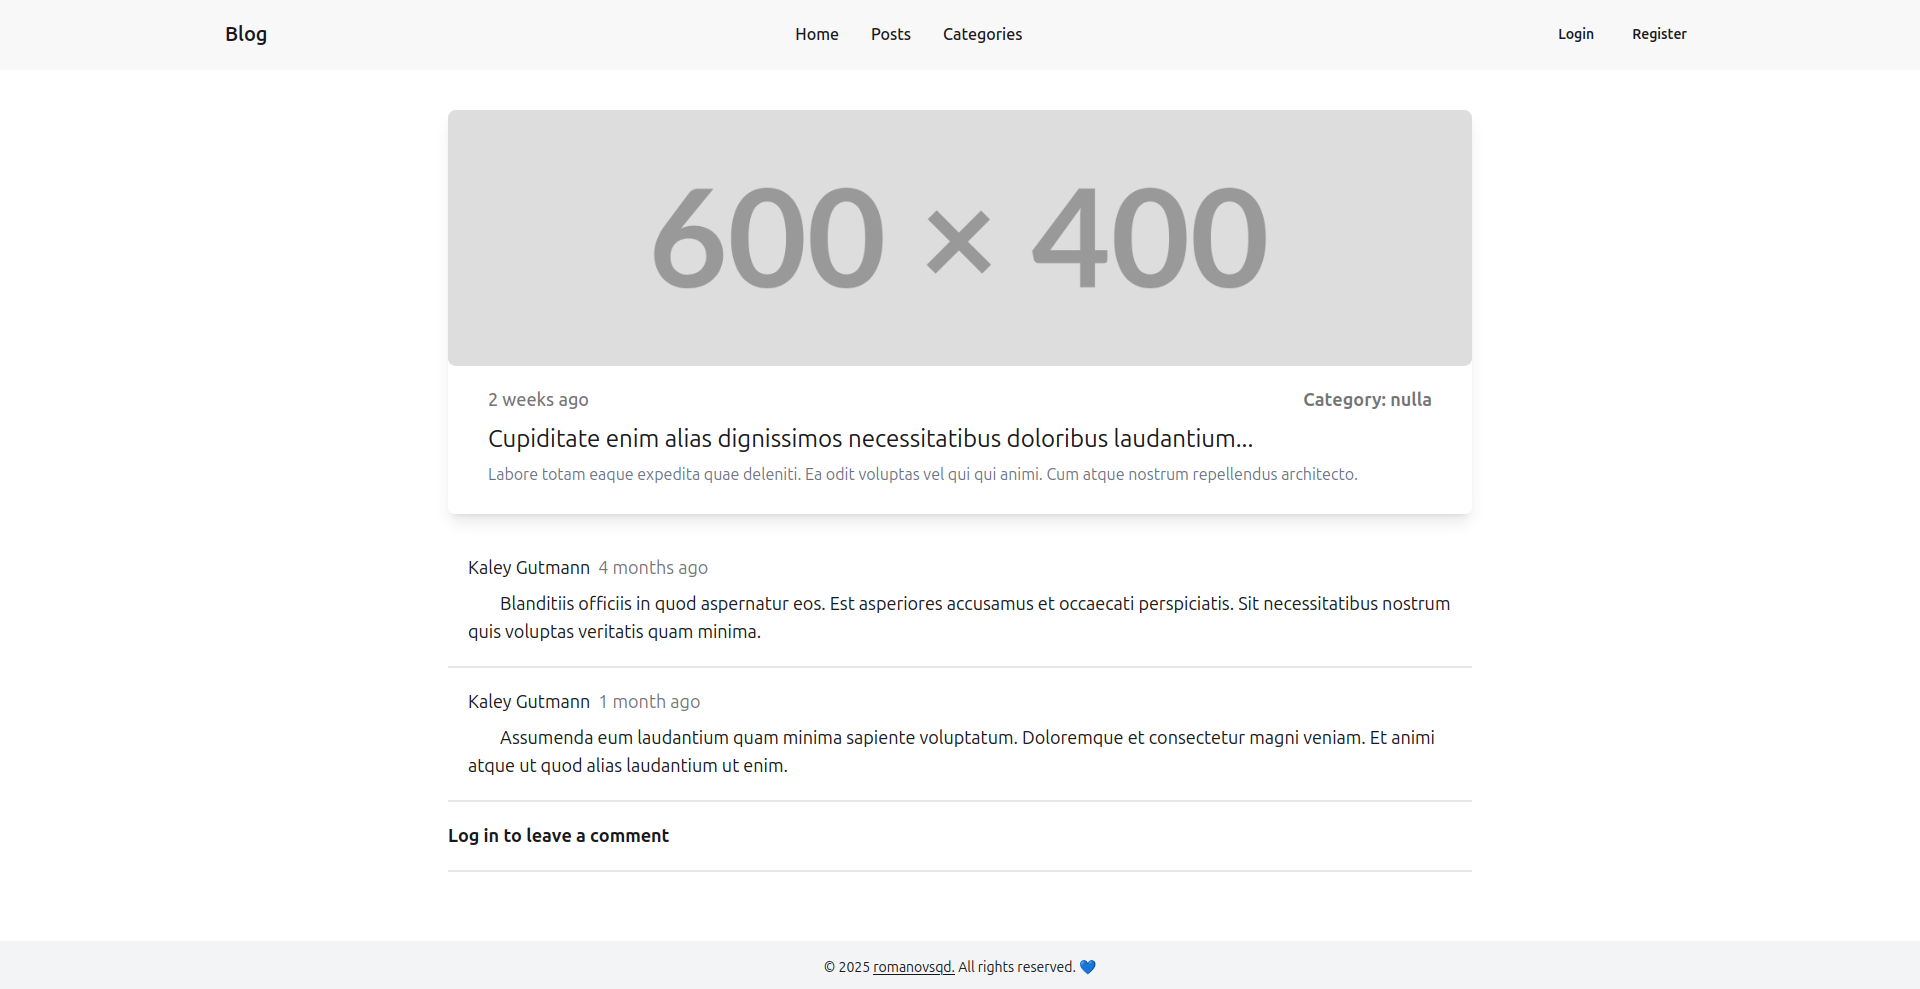 Blog
Home Posts Categories
Login Register
600 × 400
2 weeks ago Category: nulla
Cupiditate enim alias dignissimos necessitatibus doloribus laudantium...
Labore totam eaque expedita quae deleniti. Ea odit voluptas vel qui qui animi. Cum atque nostrum repellendus architecto.
Kaley Gutmann 4 months ago
Blanditiis officiis in quod aspernatur eos. Est asperiores accusamus et occaecati perspiciatis. Sit necessitatibus nostrum
quis voluptas veritatis quam minima.
Kaley Gutmann 1 month ago
Assumenda eum laudantium quam minima sapiente voluptatum. Doloremque et consectetur magni veniam. Et animi
atque ut quod alias laudantium ut enim.
Log in to leave a comment
© 2025 romanovsqd. All rights reserved. 💙